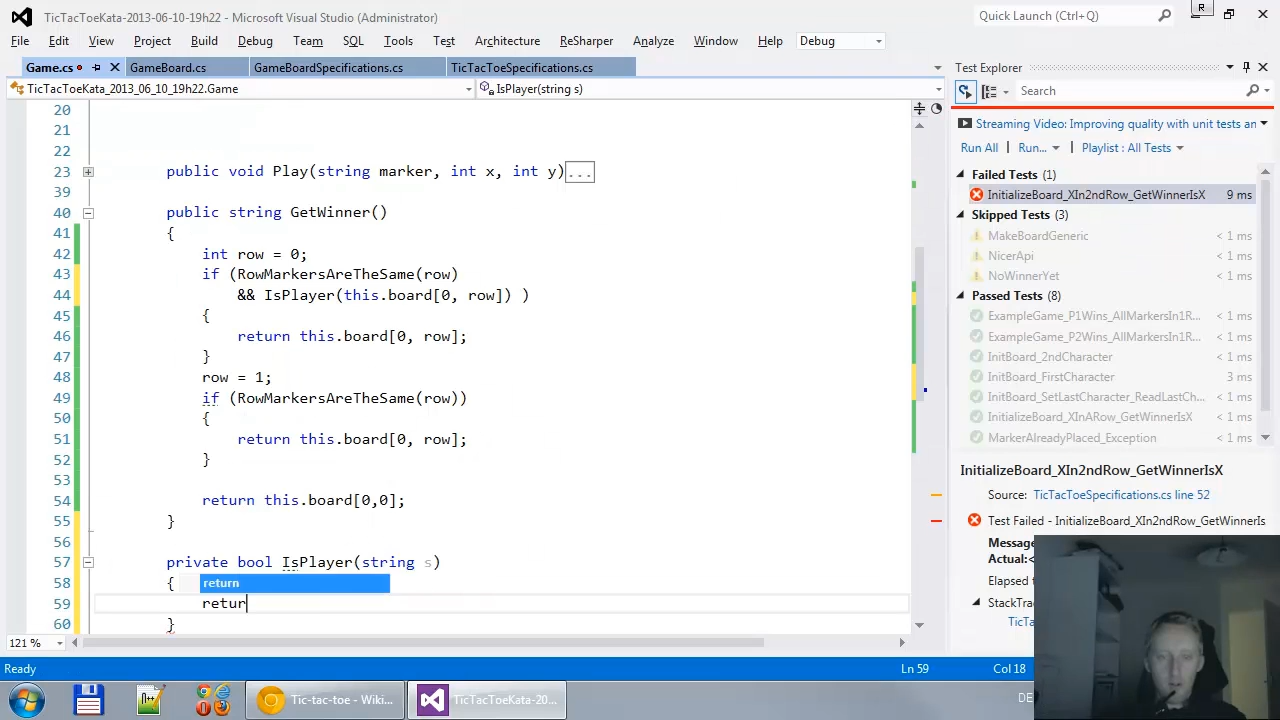 TicTacToeKata-2013-06-10-19h22 - Microsoft Visual Studio (Administrator)
Quick Launch (Ctrl+Q)
R
File Edit View Project Build Debug Team SQL Tools Test Architecture ReSharper Analyze Window Help Debug
Game.cs GameBoard.cs GameBoardSpecifications.cs TicTacToeSpecifications.cs
TicTacToeKata_2013_06_10_19h22.Game IsPlayer(string s)
20
21
22
23 public void Play(string marker, int x, int y)...
39
40 public string GetWinner()
41 {
42 int row = 0;
43 if (RowMarkersAreTheSame(row)
44 && IsPlayer(this.board[0, row]) )
45 {
46 return this.board[0, row];
47 }
48 row = 1;
49 if (RowMarkersAreTheSame(row))
50 {
51 return this.board[0, row];
52 }
53
54 return this.board[0,0];
55 }
56
57 private bool IsPlayer(string s)
58 {
return
59 retur
60 }
121 %
Test Explorer
Search
Streaming Video: Improving quality with unit tests an
Run All Run... Playlist : All Tests
Failed Tests (1)
InitializeBoard_XIn2ndRow_GetWinnerIsX 9 ms
Skipped Tests (3)
MakeBoardGeneric < 1 ms
NicerApi < 1 ms
NoWinnerYet < 1 ms
Passed Tests (8)
ExampleGame_P1Wins_AllMarkersIn1R... < 1 ms
ExampleGame_P2Wins_AllMarkersIn1R... < 1 ms
InitBoard_2ndCharacter < 1 ms
InitBoard_FirstCharacter 3 ms
InitBoard_SetLastCharacter_ReadLastCh... < 1 ms
InitializeBoard_XInARow_GetWinnerIsX < 1 ms
MarkerAlreadyPlaced_Exception < 1 ms
InitializeBoard_XIn2ndRow_GetWinnerIsX
Source: TicTacToeSpecifications.cs line 52
Test Failed - InitializeBoard_XIn2ndRow_GetWinnerIs
Message
Actual:<
Elapsed t
StackTra
TicTa
Ready Ln 59 Col 18
Tic-tac-toe - Wiki... TicTacToeKata-20... DE